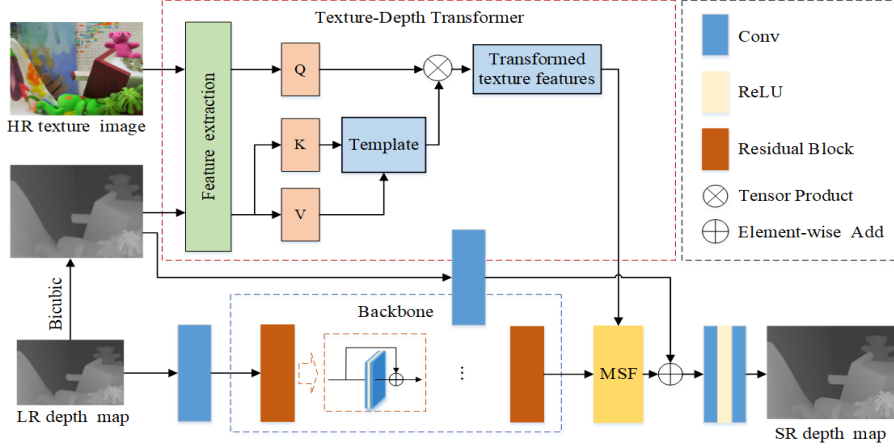 Texture-Depth Transformer
HR texture image
Feature extraction
Q
K
V
Template
Transformed
texture features
Conv
ReLU
Residual Block
Tensor Product
Element-wise Add
Bicubic
Backbone
...
MSF
LR depth map
SR depth map